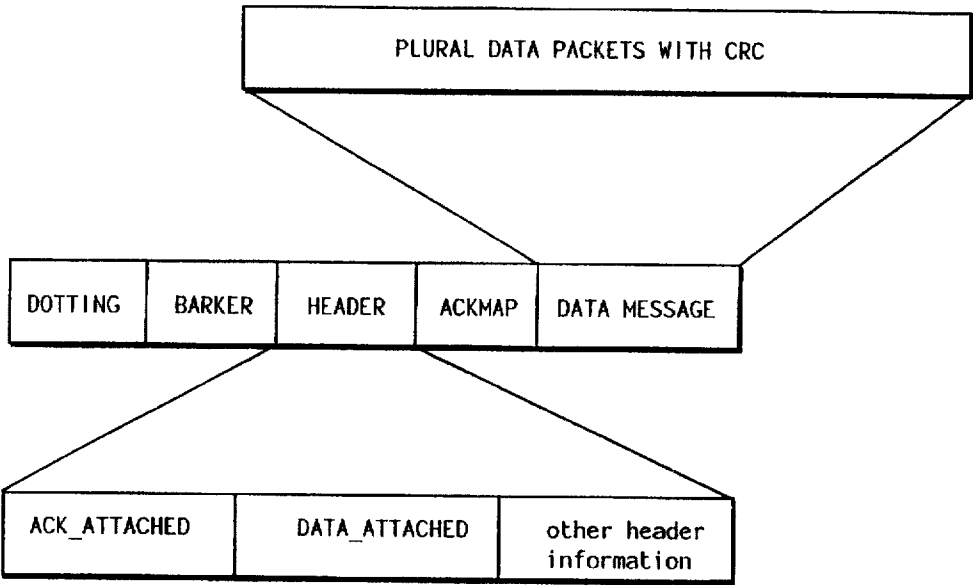 PLURAL DATA PACKETS WITH CRC
DOTTING BARKER HEADER ACKMAP DATA MESSAGE
ACK_ATTACHED DATA_ATTACHED other header
information